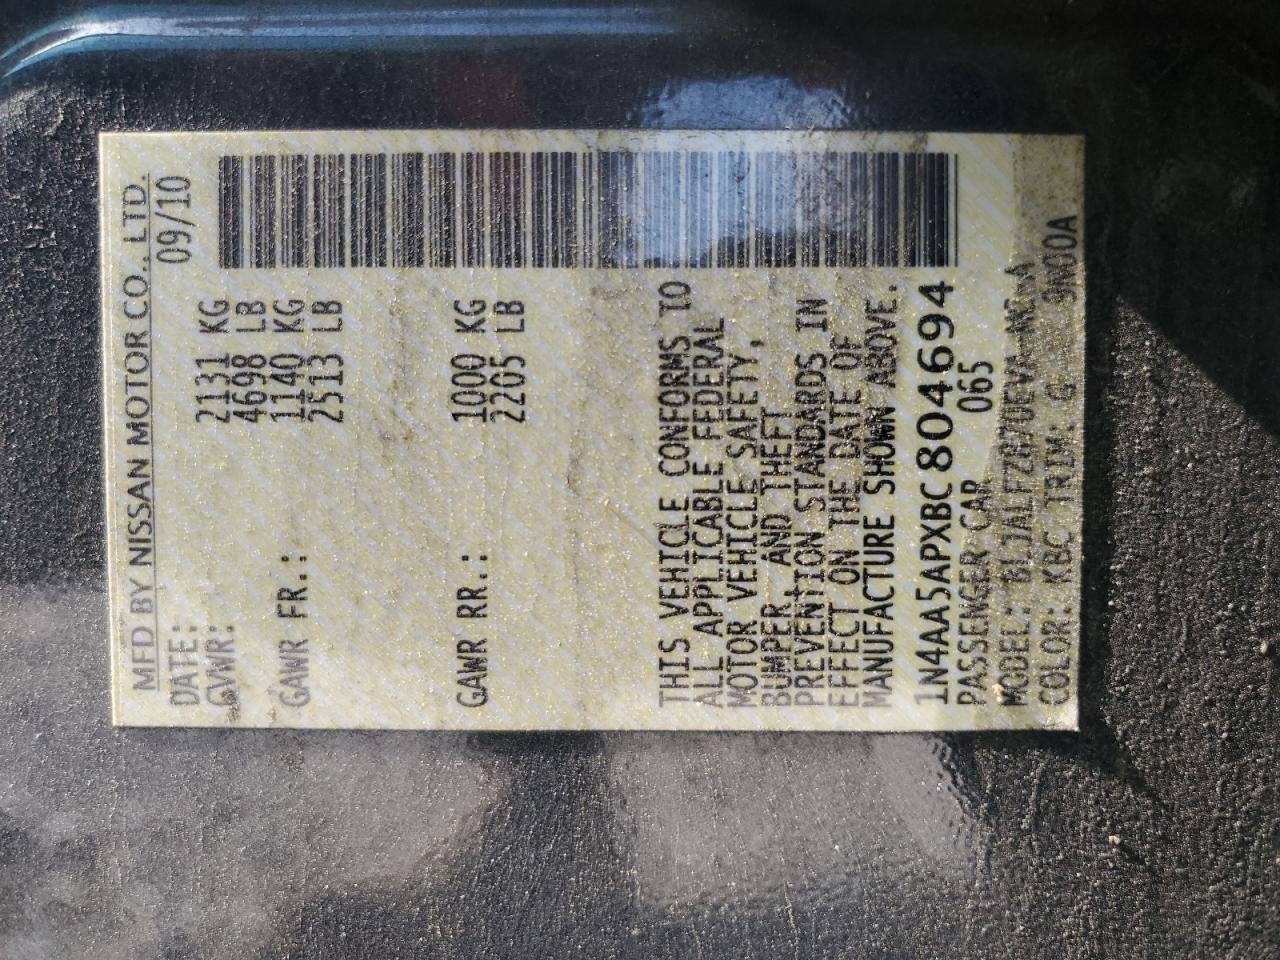 MFD BY NISSAN MOTOR CO., LTD.
DATE: 09/10
GVWR: 2131 KG
4698 LB
GAWR FR.: 1140 KG
2513 LB
GAWR RR.: 1000 KG
2205 LB
THIS VEHICLE CONFORMS TO
ALL APPLICABLE FEDERAL
MOTOR VEHICLE SAFETY,
BUMPER, AND THEFT
PREVENTION STANDARDS IN
EFFECT ON THE DATE OF
MANUFACTURE SHOWN ABOVE.
1N4AA5APXBC804694
PASSENGER CAR 065
MODEL:
COLOR: KBC TRIM: G 9N00A